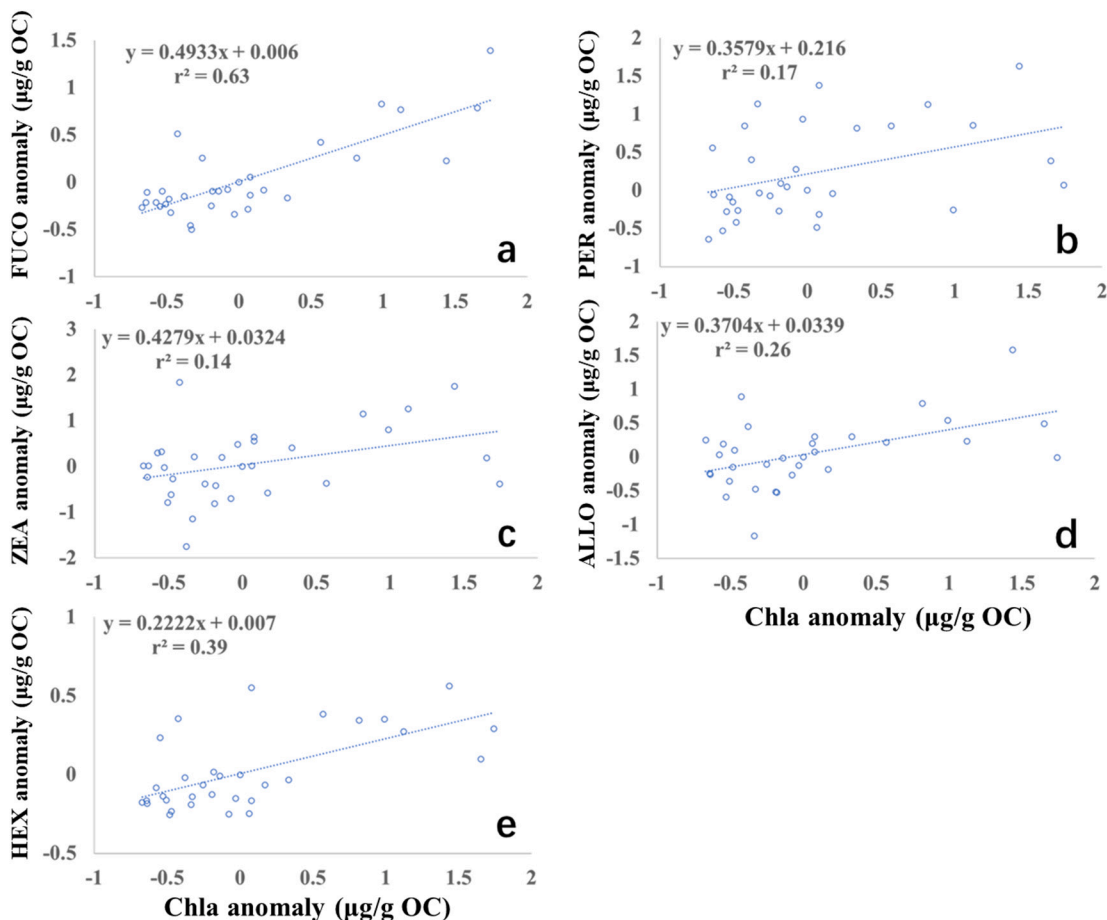 FUCO anomaly (μg/g OC)
y = 0.4933x + 0.006
r² = 0.63
1.5
1
0.5
0
-0.5
-1
-1 -0.5 0 0.5 1 1.5 2
a
PER anomaly (μg/g OC)
y = 0.3579x + 0.216
r² = 0.17
2
1.5
1
0.5
0
-0.5
-1
-1 -0.5 0 0.5 1 1.5 2
b
ZEA anomaly (μg/g OC)
y = 0.4279x + 0.0324
r² = 0.14
3
2
1
0
-1
-2
-1 -0.5 0 0.5 1 1.5 2
c
ALLO anomaly (μg/g OC)
y = 0.3704x + 0.0339
r² = 0.26
2
1.5
1
0.5
0
-0.5
-1
-1.5
-1 -0.5 0 0.5 1 1.5 2
d
Chla anomaly (μg/g OC)
HEX anomaly (μg/g OC)
y = 0.2222x + 0.007
r² = 0.39
1
0.5
0
-0.5
-1 -0.5 0 0.5 1 1.5 2
e
Chla anomaly (μg/g OC)